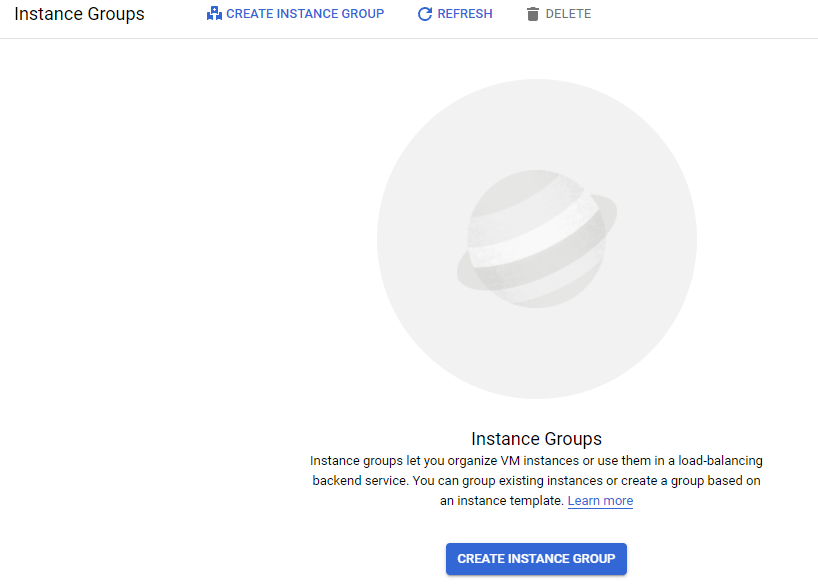 Instance Groups CREATE INSTANCE GROUP REFRESH DELETE
Instance Groups
Instance groups let you organize VM instances or use them in a load-balancing
backend service. You can group existing instances or create a group based on
an instance template. Learn more
CREATE INSTANCE GROUP